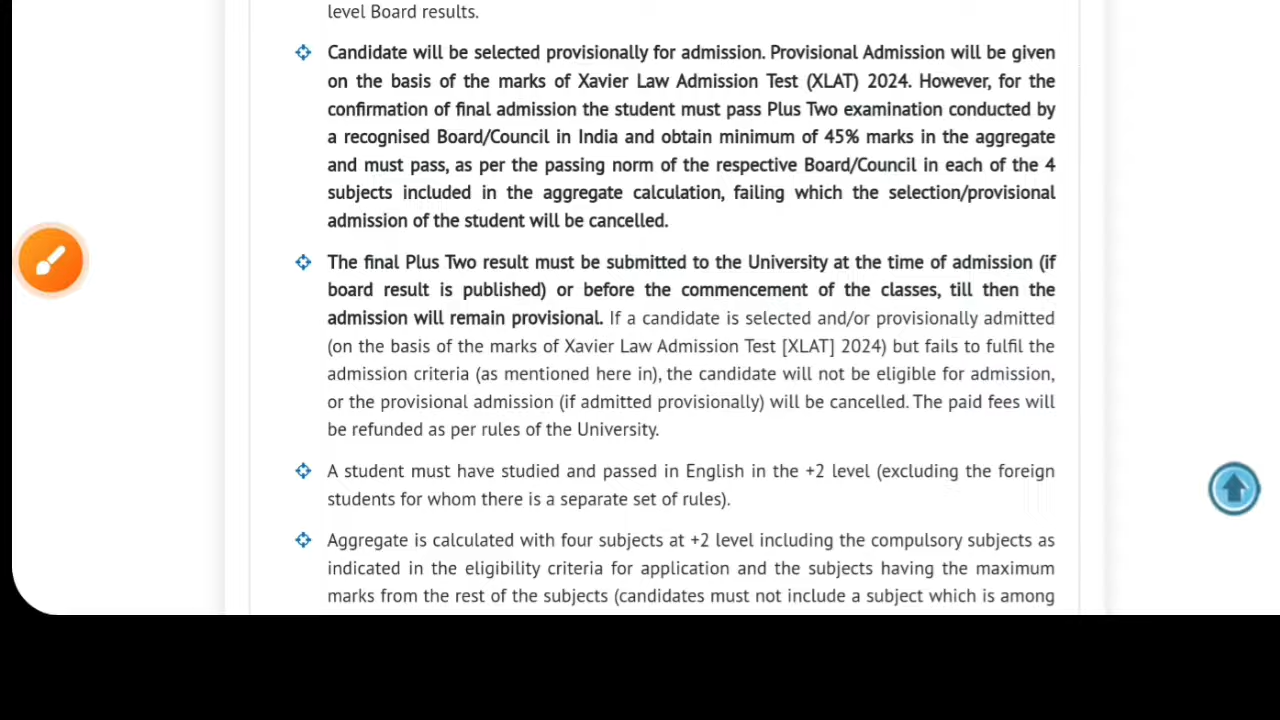 level Board results.
Candidate will be selected provisionally for admission. Provisional Admission will be given
on the basis of the marks of Xavier Law Admission Test (XLAT) 2024. However, for the
confirmation of final admission the student must pass Plus Two examination conducted by
a recognised Board/Council in India and obtain minimum of 45% marks in the aggregate
and must pass, as per the passing norm of the respective Board/Council in each of the 4
subjects included in the aggregate calculation, failing which the selection/provisional
admission of the student will be cancelled.
The final Plus Two result must be submitted to the University at the time of admission (if
board result is published) or before the commencement of the classes, till then the
admission will remain provisional. If a candidate is selected and/or provisionally admitted
(on the basis of the marks of Xavier Law Admission Test [XLAT] 2024) but fails to fulfil the
admission criteria (as mentioned here in), the candidate will not be eligible for admission,
or the provisional admission (if admitted provisionally) will be cancelled. The paid fees will
be refunded as per rules of the University.
A student must have studied and passed in English in the +2 level (excluding the foreign
students for whom there is a separate set of rules).
Aggregate is calculated with four subjects at +2 level including the compulsory subjects as
indicated in the eligibility criteria for application and the subjects having the maximum
marks from the rest of the subjects (candidates must not include a subject which is among